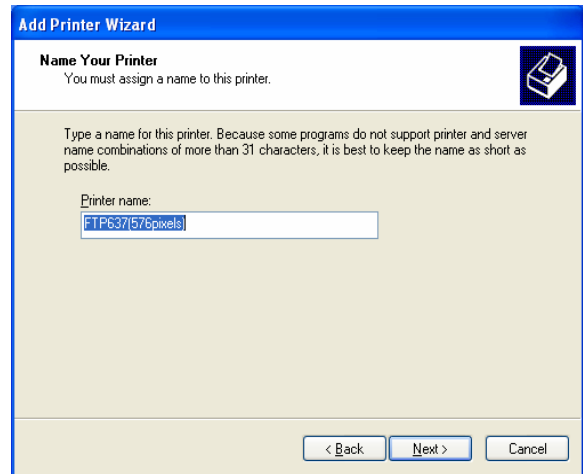 Add Printer Wizard
Name Your Printer
You must assign a name to this printer.
Type a name for this printer. Because some programs do not support printer and server
name combinations of more than 31 characters, it is best to keep the name as short as
possible.
Printer name:
FTP637(576pixels)
< Back
Next >
Cancel